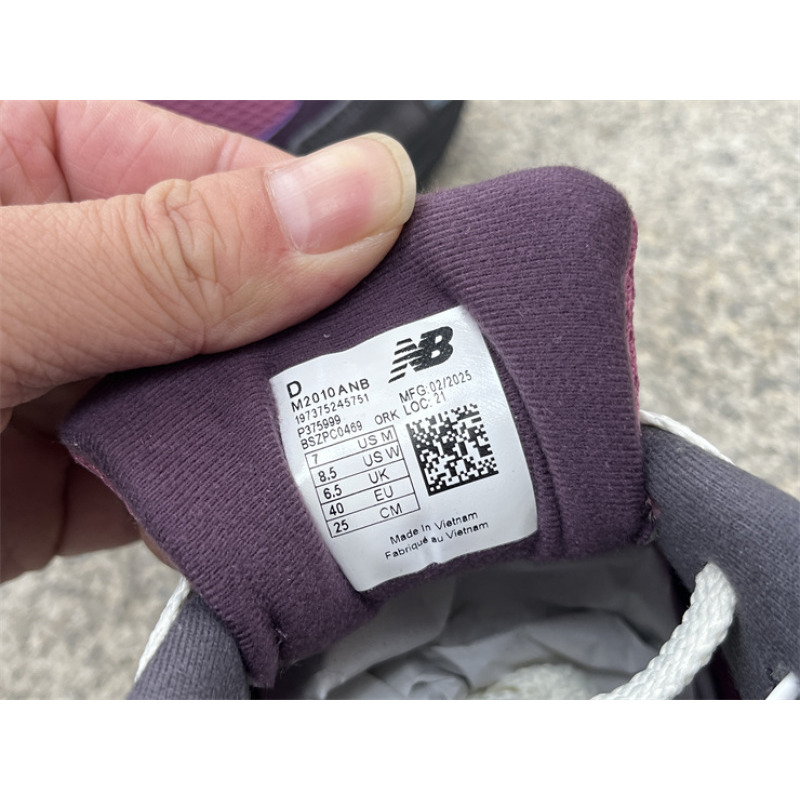 NB
D
M2010ANB
197375245751
P375999
BSZPC0469 ORK
MFG:02/2025
LOC: 21
7 US M
8.5 US W
6.5 UK
40 EU
25 CM
Made In Vietnam
Fabriqué au Vietnam